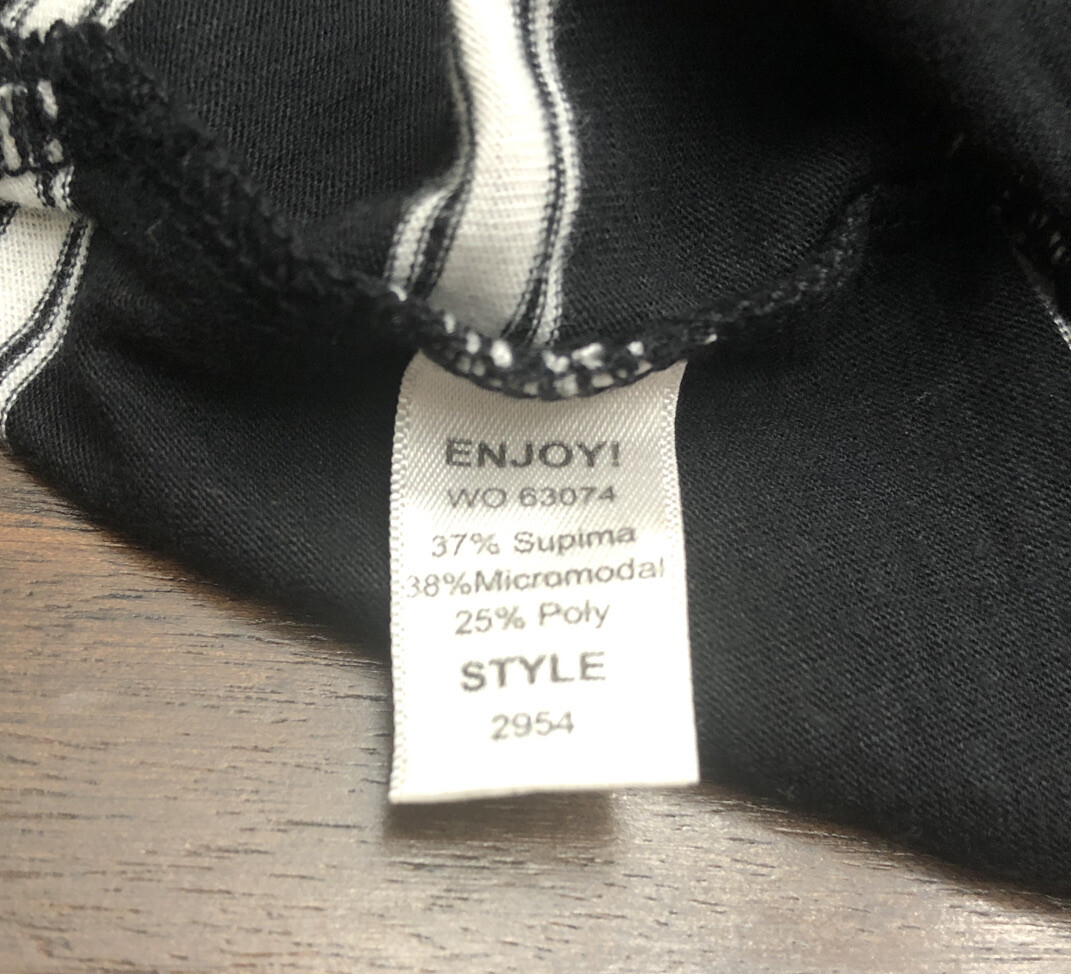 ENJOY!
WO 63074
37% Supima
38%Micromodal
25% Poly
STYLE
2954